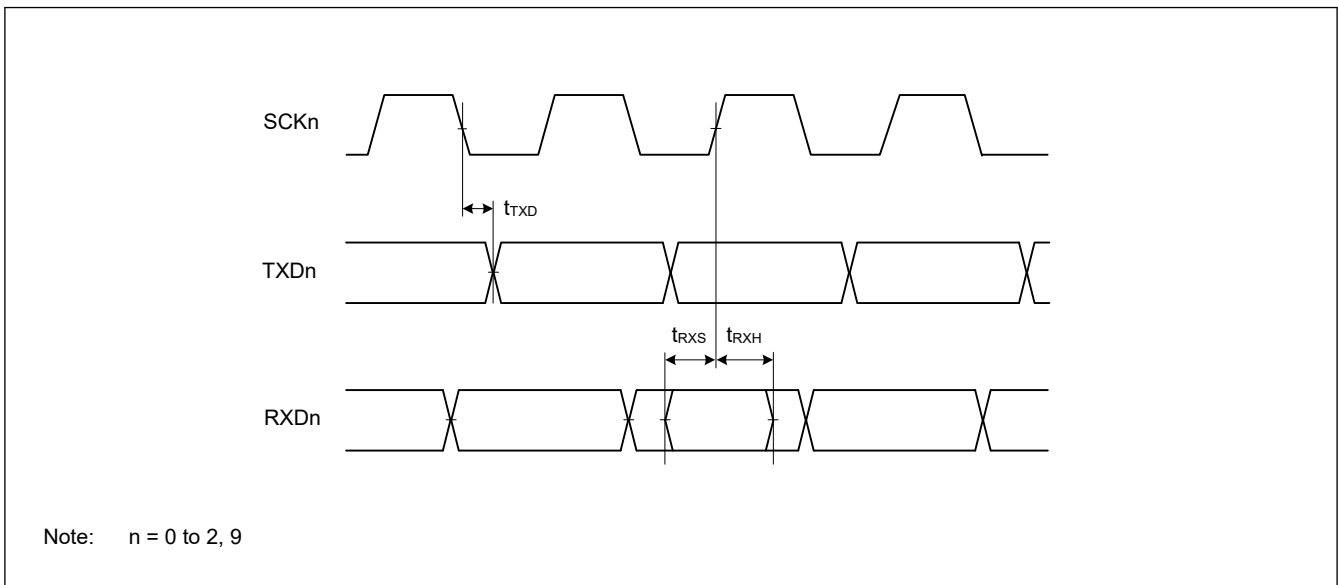 SCKn
tTXD
TXDn
tRXS tRXH
RXDn
Note: n = 0 to 2, 9